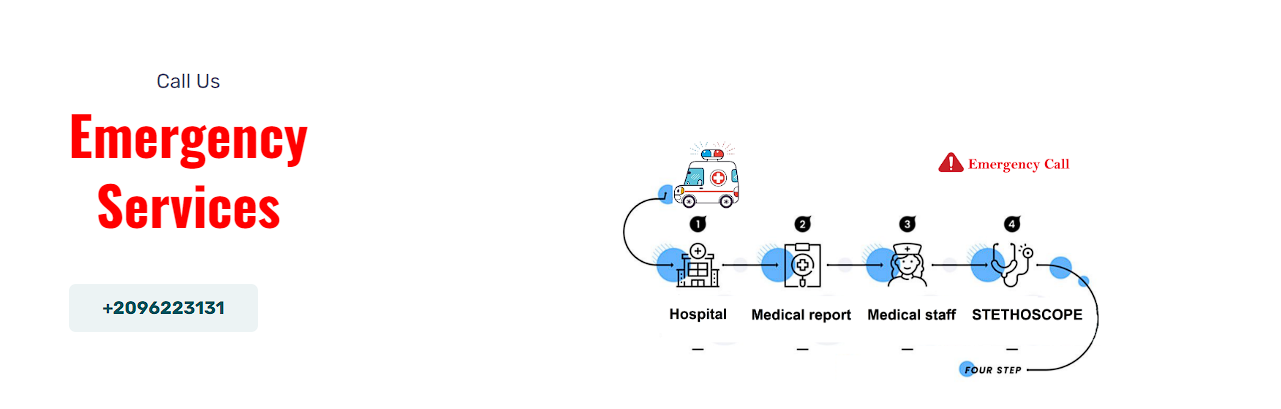 Call Us
Emergency
Services
+2096223131
Emergency Call
1
2
3
4
Hospital
Medical report
Medical staff
STETHOSCOPE
FOUR STEP